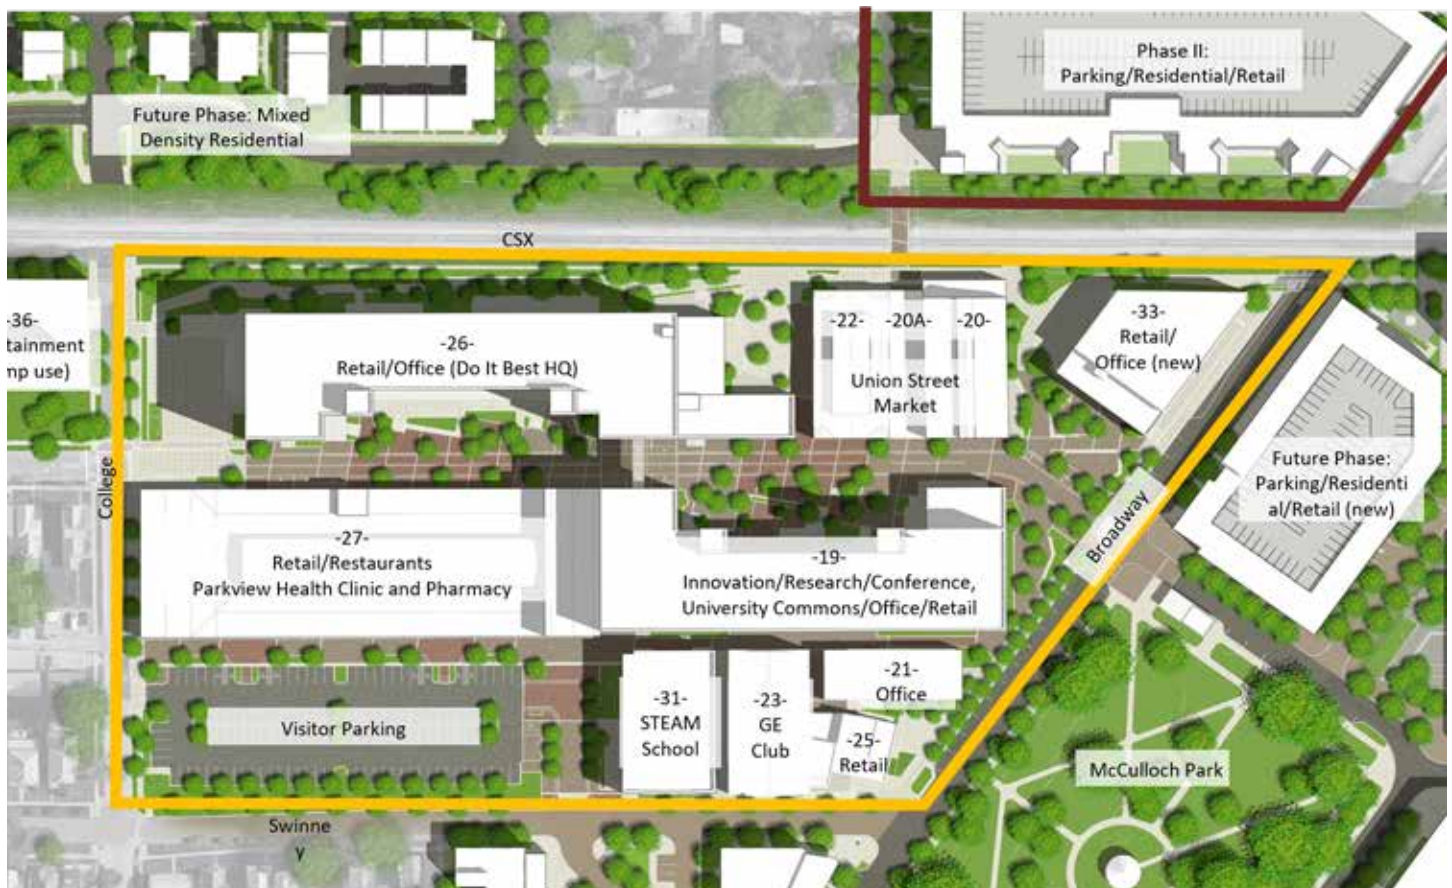 Phase II:
Parking/Residential/Retail
Future Phase: Mixed
Density Residential
CSX
-36-
tainment
mp use)
-26-
Retail/Office (Do It Best HQ)
-22-
-20A-
-20-
Union Street
Market
-33-
Retail/
Office (new)
College
Future Phase:
Parking/Residenti
al/Retail (new)
Broadway
-27-
Retail/Restaurants
Parkview Health Clinic and Pharmacy
-19-
Innovation/Research/Conference,
University Commons/Office/Retail
-31-
STEAM
School
-23-
GE
Club
-21-
Office
-25-
Retail
Visitor Parking
McCulloch Park
Swinne
y